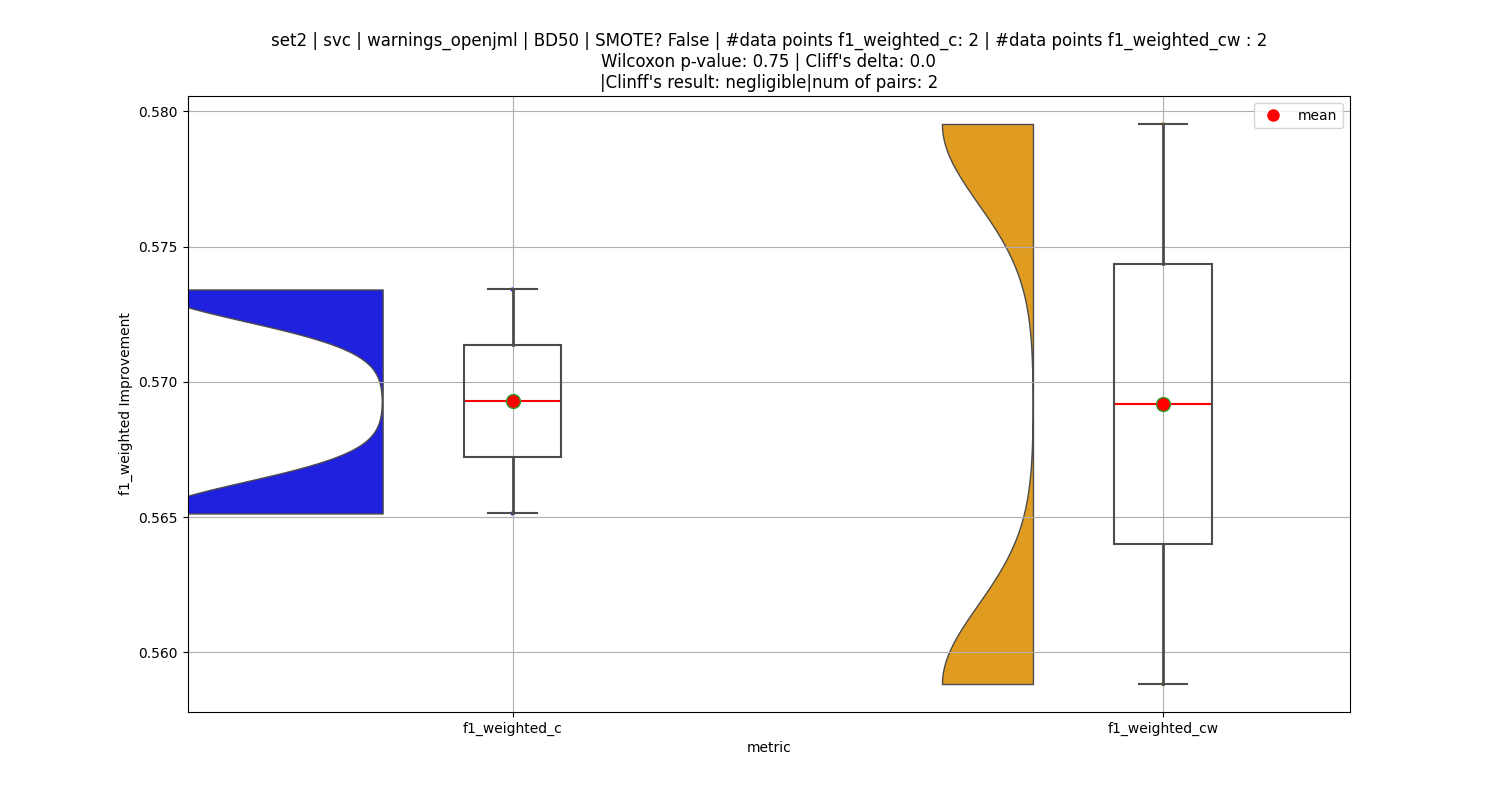 set2 | svc | warnings_openjml | BD50 | SMOTE? False | #data points f1_weighted_c: 2 | #data points f1_weighted_cw : 2
Wilcoxon p-value: 0.75 | Cliff's delta: 0.0
|Clinff's result: negligible|num of pairs: 2
mean
0.580
0.575
0.570
0.565
0.560
f1_weighted Improvement
f1_weighted_c
f1_weighted_cw
metric